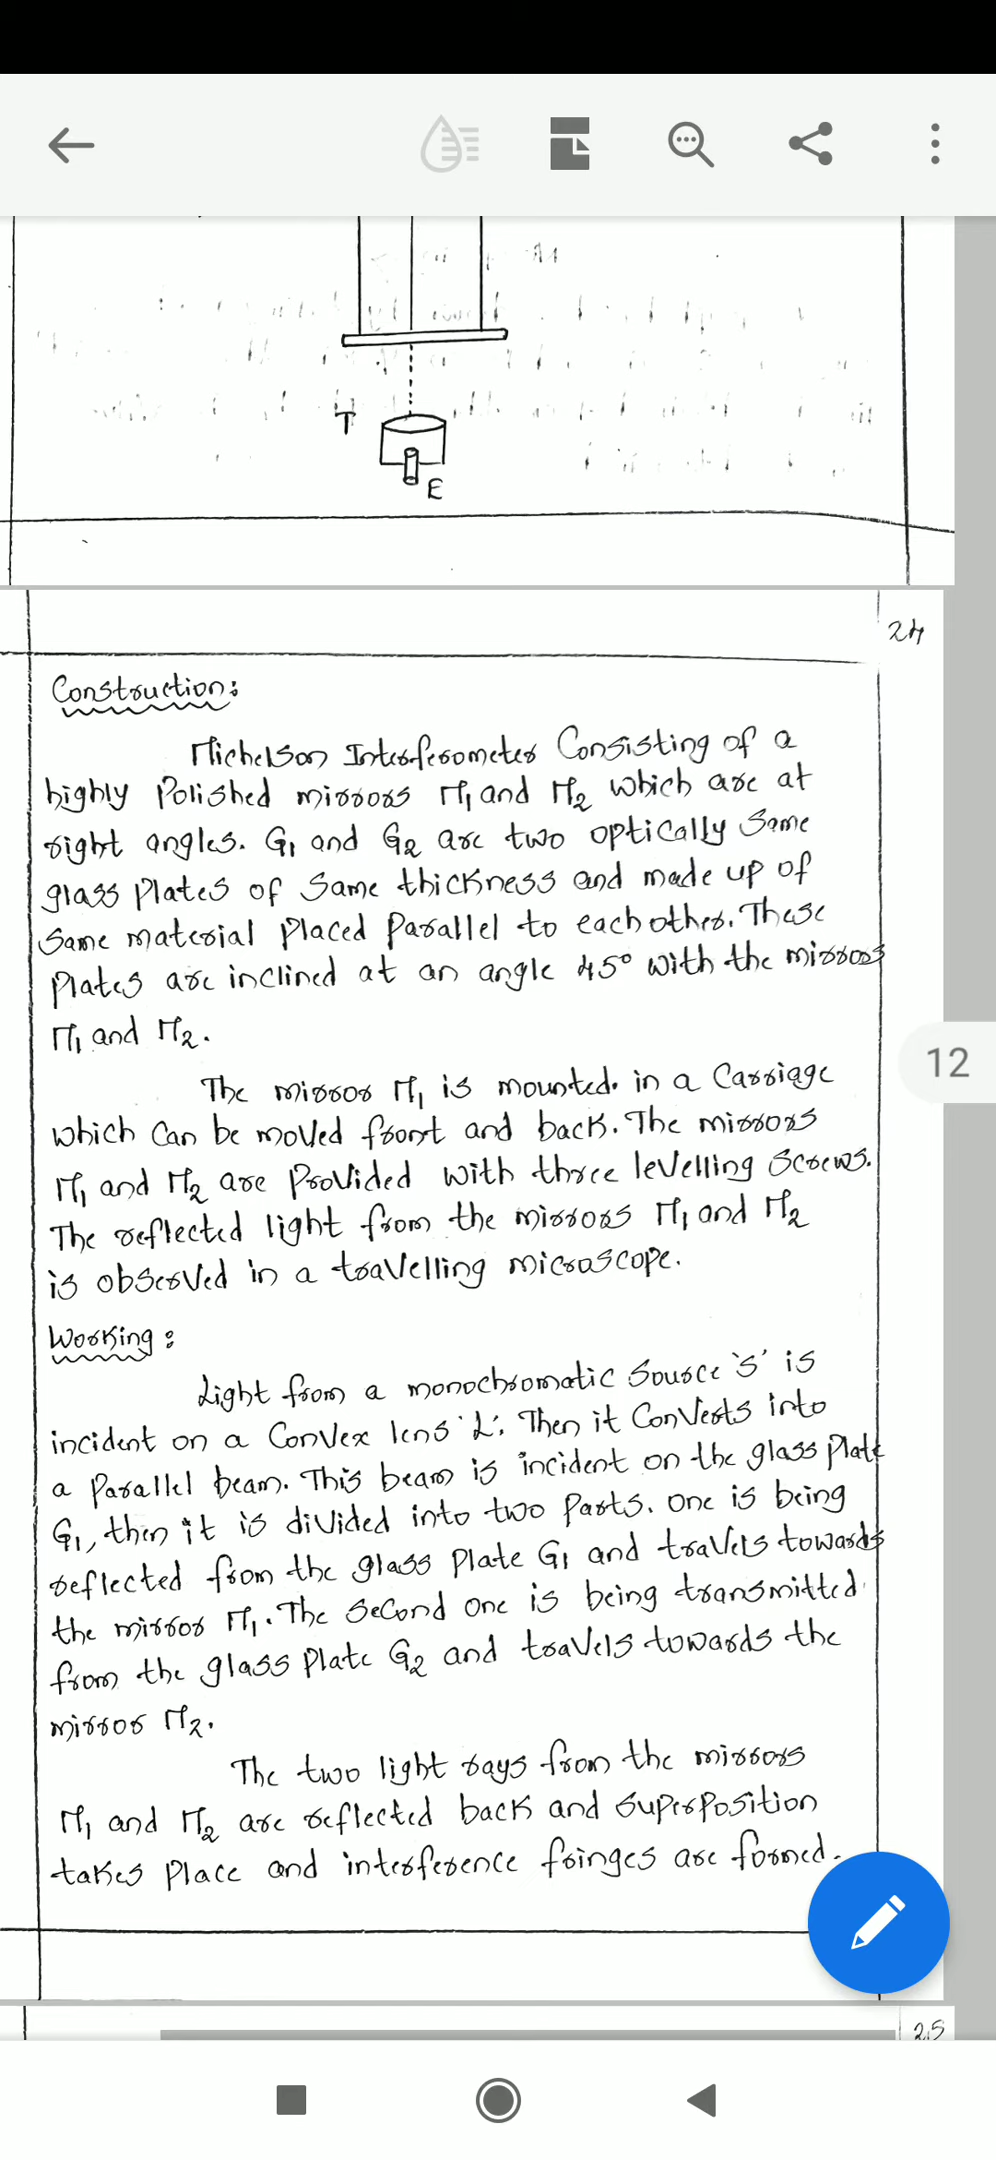 T
E
24
Construction:
Michelson Interferometer Consisting of a
highly Polished mirrors M1 and M2 which are at
right angles. G1 and G2 are two optically Same
glass Plates of Same thickness and made up of
Same material Placed Parallel to each other. These
Plates are inclined at an angle 45° with the mirrors
M1 and M2.
12
The mirror M1 is mounted. in a Carriage
which Can be moved front and back. The mirrors
M1 and M2 are Provided with three levelling Screws.
The reflected light from the mirrors M1 and M2
is observed in a travelling microscope.
Working:
Light from a monochromatic Source 'S' is
incident on a Convex lens 'L'. Then it Converts into
a Parallel beam. This beam is incident on the glass Plate
G1, then it is divided into two Parts. One is being
reflected from the glass Plate G1 and travels towards
the mirror M1. The Second one is being transmitted
from the glass Plate G2 and travels towards the
mirror M2.
The two light rays from the mirrors
M1 and M2 are reflected back and Superposition
takes Place and interference fringes are formed.
25